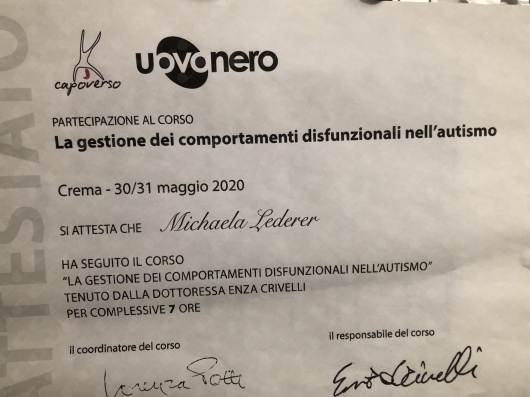 ATTESTATO
capoverso
uovonero
PARTECIPAZIONE AL CORSO
La gestione dei comportamenti disfunzionali nell'autismo
Crema - 30/31 maggio 2020
SI ATTESTA CHE Michaela Lederer
HA SEGUITO IL CORSO
"LA GESTIONE DEI COMPORTAMENTI DISFUNZIONALI NELL'AUTISMO"
TENUTO DALLA DOTTORESSA ENZA CRIVELLI
PER COMPLESSIVE 7 ORE
il coordinatore del corso
il responsabile del corso
Enza Crivelli